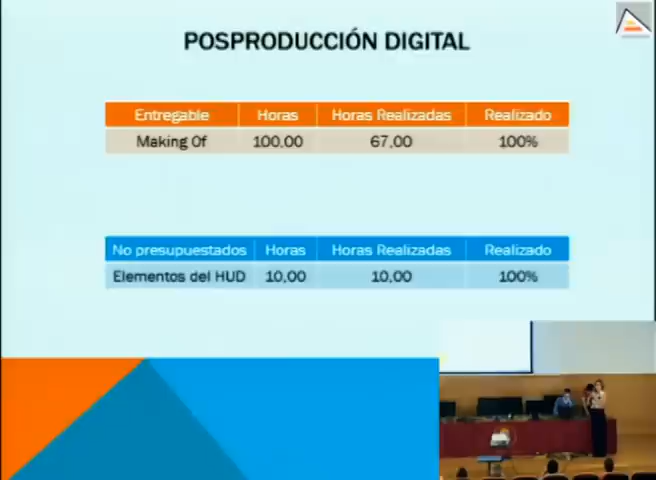 POSPRODUCCIÓN DIGITAL
Entregable Horas Horas Realizadas Realizado
Making Of 100,00 67,00 100%
No presupuestados Horas Horas Realizadas Realizado
Elementos del HUD 10,00 10,00 100%